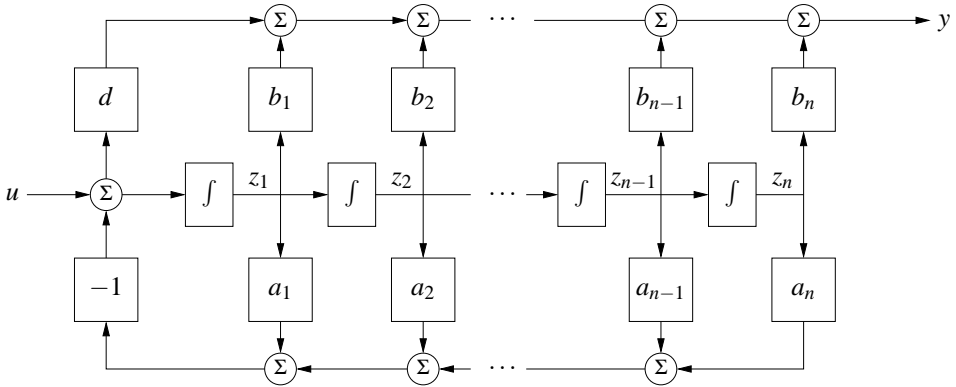 Σ Σ ⋯ Σ Σ y
d b₁ b₂ bₙ₋₁ bₙ
u Σ ∫ z₁ ∫ z₂ ⋯ ∫ zₙ₋₁ ∫ zₙ
−1 a₁ a₂ aₙ₋₁ aₙ
Σ Σ ⋯ Σ